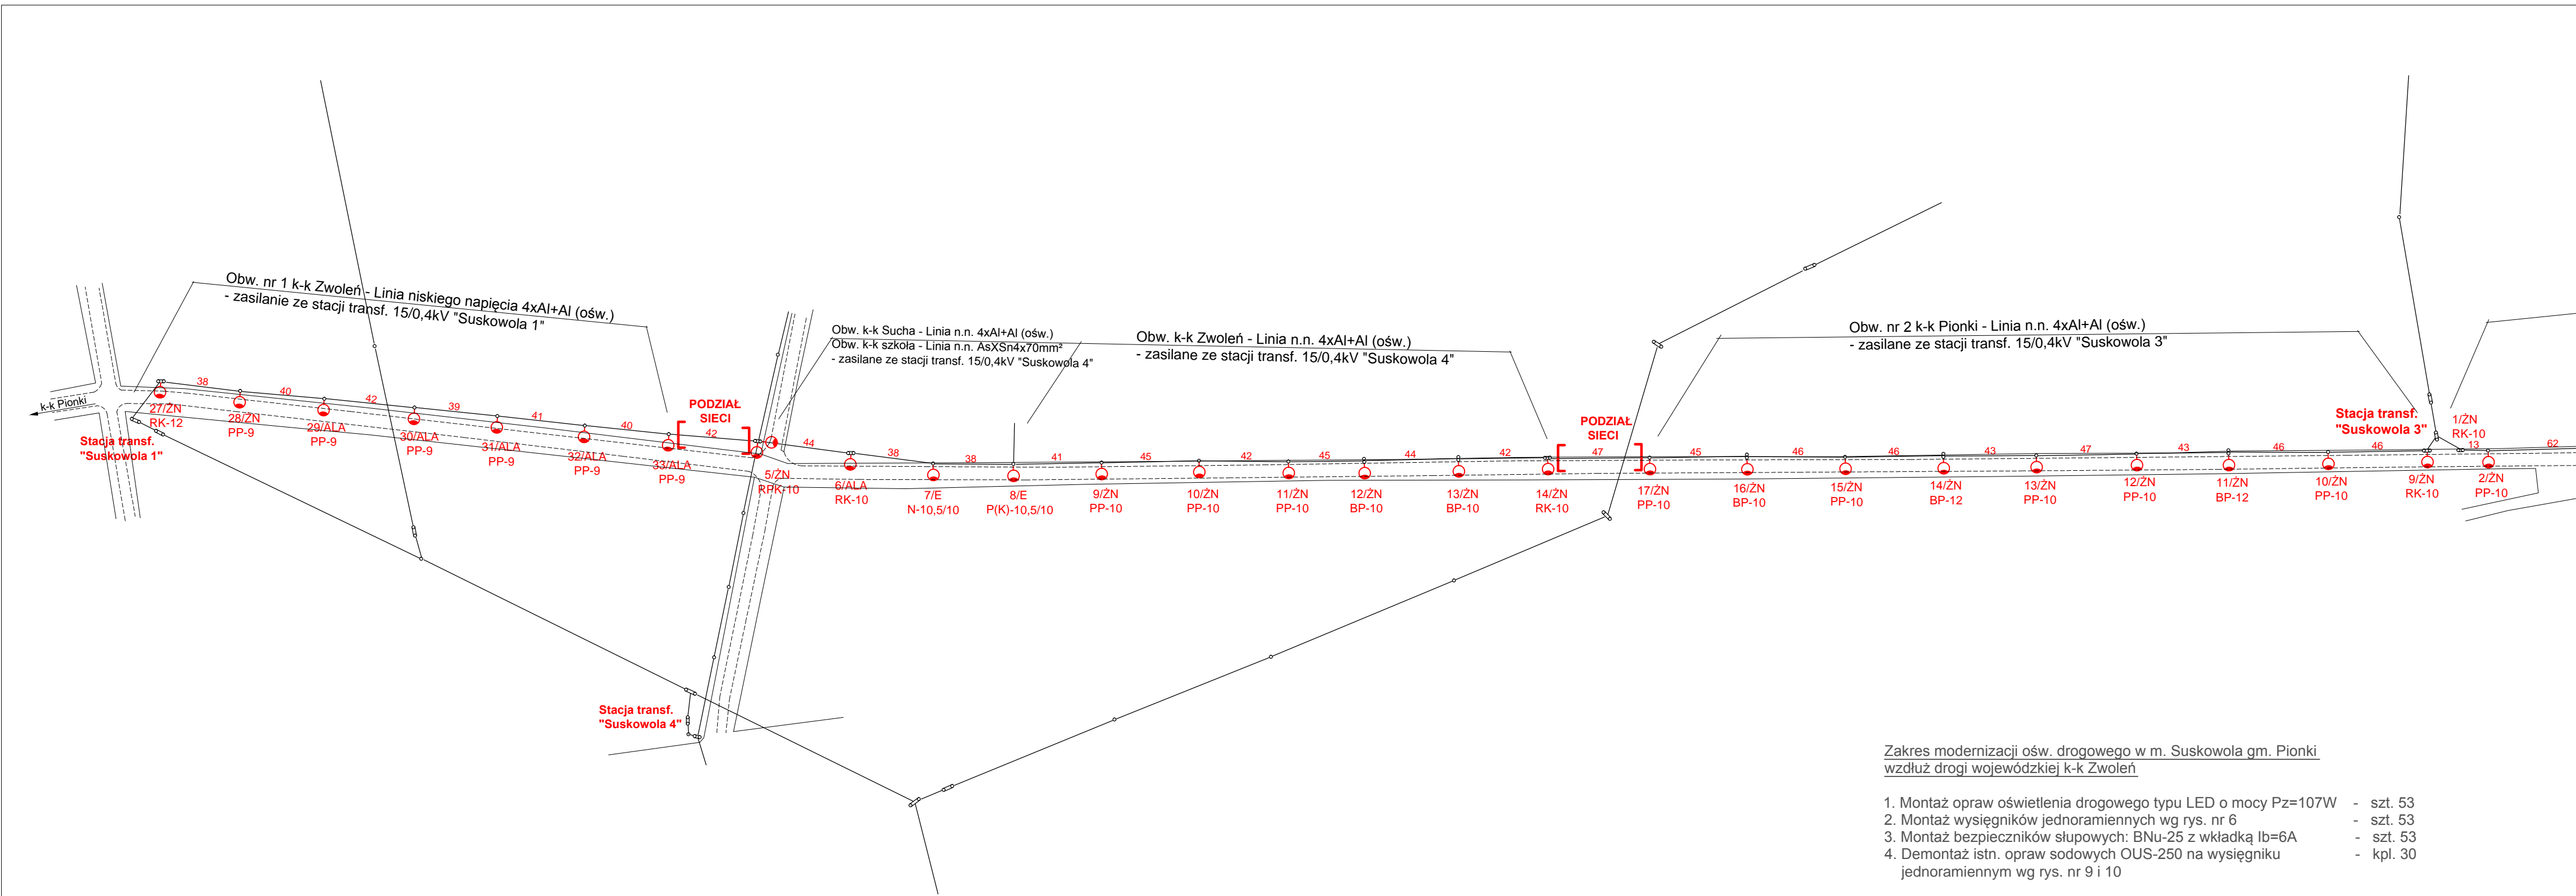 Obw. nr 1 k-k Zwoleń - Linia niskiego napięcia 4xAl+Al (ośw.)
- zasilanie ze stacji transf. 15/0,4kV "Suskowola 1"
Obw. k-k Sucha - Linia n.n. 4xAl+Al (ośw.)
Obw. k-k szkoła - Linia n.n. AsXSn4x70mm²
- zasilane ze stacji transf. 15/0,4kV "Suskowola 4"
Obw. k-k Zwoleń - Linia n.n. 4xAl+Al (ośw.)
- zasilane ze stacji transf. 15/0,4kV "Suskowola 4"
Obw. nr 2 k-k Pionki - Linia n.n. 4xAl+Al (ośw.)
- zasilane ze stacji transf. 15/0,4kV "Suskowola 3"
k-k Pionki
Stacja transf.
"Suskowola 1"
38
40
42
39
41
40
42
44
38
38
41
45
42
45
44
42
47
45
46
46
43
47
43
46
46
13
62
PODZIAŁ
SIECI
PODZIAŁ
SIECI
Stacja transf.
"Suskowola 3"
27/ŻN
RK-12
28/ŻN
PP-9
29/ALA
PP-9
30/ALA
PP-9
31/ALA
PP-9
32/ALA
PP-9
33/ALA
PP-9
5/ŻN
RPK-10
6/ALA
RK-10
7/E
N-10,5/10
8/E
P(K)-10,5/10
9/ŻN
PP-10
10/ŻN
PP-10
11/ŻN
PP-10
12/ŻN
BP-10
13/ŻN
BP-10
14/ŻN
RK-10
17/ŻN
PP-10
16/ŻN
BP-10
15/ŻN
PP-10
14/ŻN
BP-12
13/ŻN
PP-10
12/ŻN
PP-10
11/ŻN
BP-12
10/ŻN
PP-10
9/ŻN
RK-10
1/ŻN
RK-10
2/ŻN
PP-10
Stacja transf.
"Suskowola 4"
Zakres modernizacji ośw. drogowego w m. Suskowola gm. Pionki
wzdłuż drogi wojewódzkiej k-k Zwoleń
1. Montaż opraw oświetlenia drogowego typu LED o mocy Pz=107W - szt. 53
2. Montaż wysięgników jednoramiennych wg rys. nr 6 - szt. 53
3. Montaż bezpieczników słupowych: BNu-25 z wkładką Ib=6A - szt. 53
4. Demontaż istn. opraw sodowych OUS-250 na wysięgniku - kpl. 30
jednoramiennym wg rys. nr 9 i 10